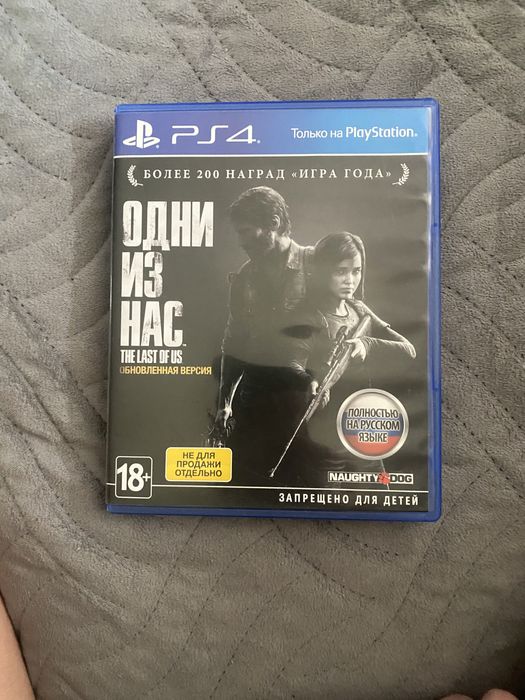 PS4
Только на PlayStation
БОЛЕЕ 200 НАГРАД «ИГРА ГОДА»
ОДНИ
ИЗ
НАС™
THE LAST OF US
ОБНОВЛЕННАЯ ВЕРСИЯ
ПОЛНОСТЬЮ
НА РУССКОМ
ЯЗЫКЕ
НЕ ДЛЯ
ПРОДАЖИ
ОТДЕЛЬНО
18+
NAUGHTY DOG
ЗАПРЕЩЕНО ДЛЯ ДЕТЕЙ